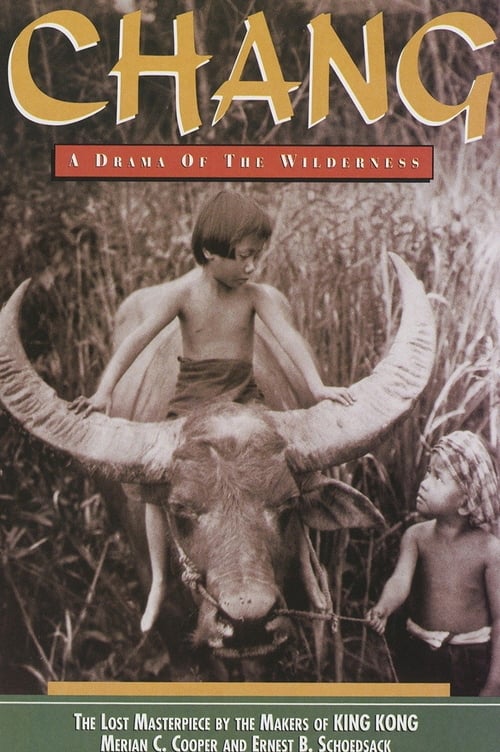 CHANG
A DRAMA OF THE WILDERNESS
THE LOST MASTERPIECE BY THE MAKERS OF KING KONG
MERIAN C. COOPER AND ERNEST B. SCHOEDSACK